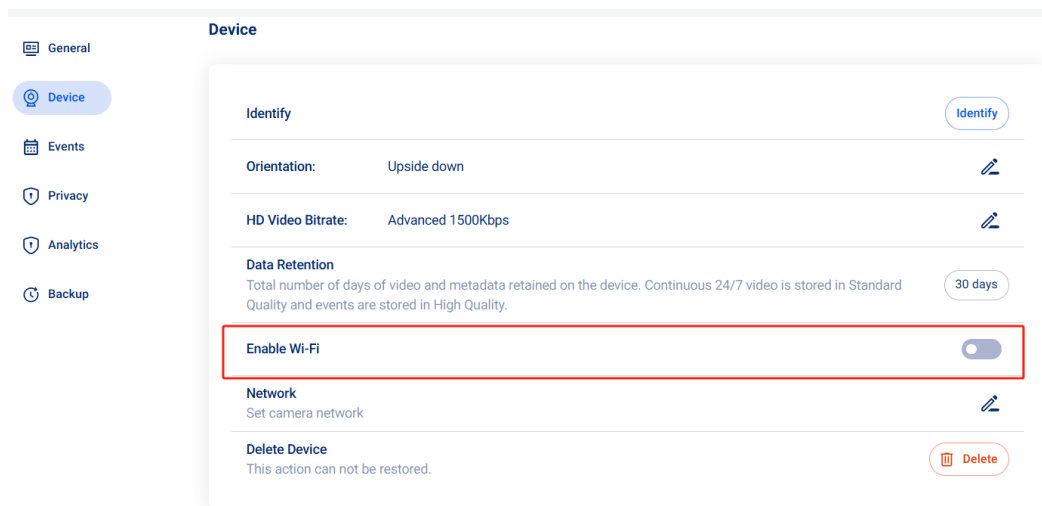 Device
General
Device
Events
Privacy
Analytics
Backup
Identify
Identify
Orientation: Upside down
HD Video Bitrate: Advanced 1500Kbps
Data Retention
Total number of days of video and metadata retained on the device. Continuous 24/7 video is stored in Standard
Quality and events are stored in High Quality.
30 days
Enable Wi-Fi
Network
Set camera network
Delete Device
This action can not be restored.
Delete